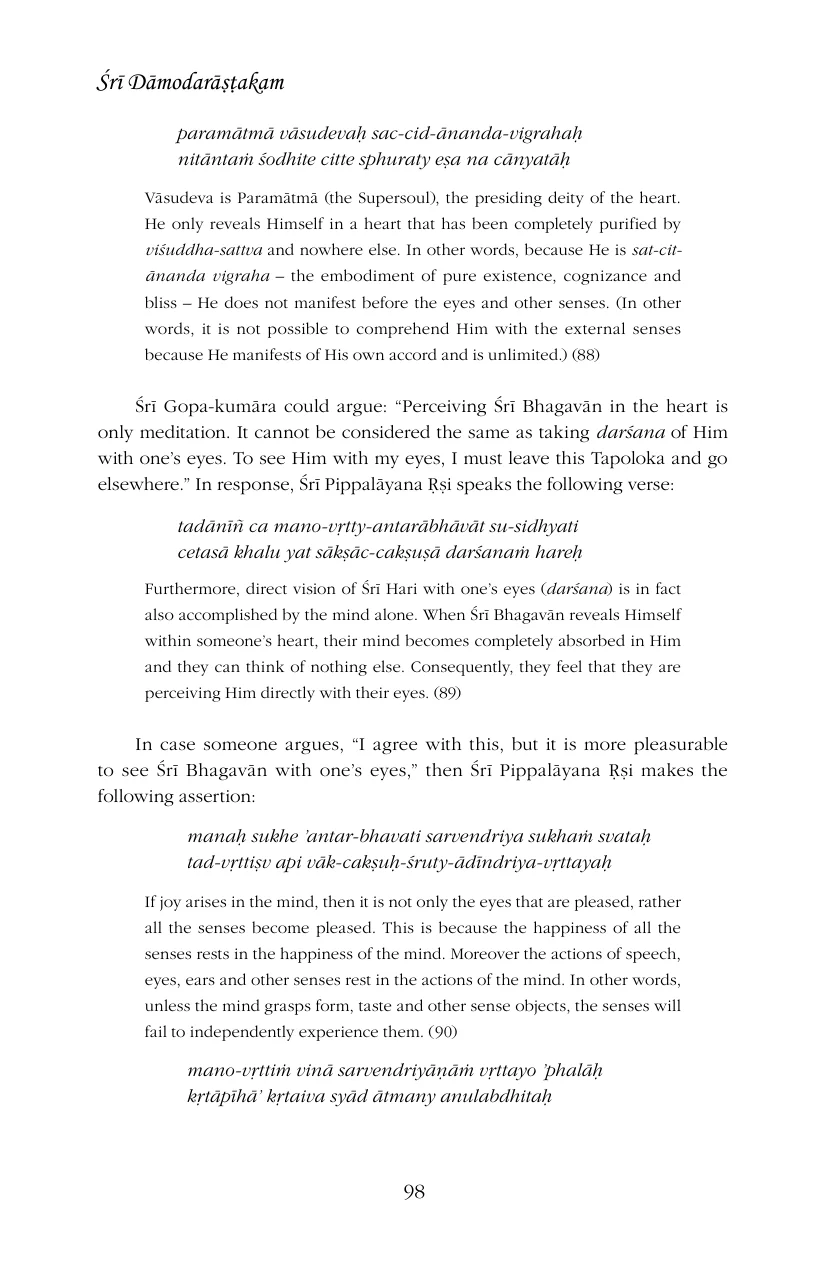 Śrī Dāmodarāṣṭakam
paramātmā vāsudevaḥ sac-cid-ānanda-vigrahaḥ
nitāntaṁ śodhite citte sphuraty eṣa na cānyatāḥ
Vāsudeva is Paramātmā (the Supersoul), the presiding deity of the heart.
He only reveals Himself in a heart that has been completely purified by
viśuddha-sattva and nowhere else. In other words, because He is sat-cit-
ānanda vigraha – the embodiment of pure existence, cognizance and
bliss – He does not manifest before the eyes and other senses. (In other
words, it is not possible to comprehend Him with the external senses
because He manifests of His own accord and is unlimited.) (88)
Śrī Gopa-kumāra could argue: “Perceiving Śrī Bhagavān in the heart is
only meditation. It cannot be considered the same as taking darśana of Him
with one’s eyes. To see Him with my eyes, I must leave this Tapoloka and go
elsewhere.” In response, Śrī Pippalāyana Ṛṣi speaks the following verse:
tadānīñ ca mano-vṛtty-antarābhāvāt su-sidhyati
cetasā khalu yat sākṣāc-cakṣuṣā darśanaṁ hareḥ
Furthermore, direct vision of Śrī Hari with one’s eyes (darśana) is in fact
also accomplished by the mind alone. When Śrī Bhagavān reveals Himself
within someone’s heart, their mind becomes completely absorbed in Him
and they can think of nothing else. Consequently, they feel that they are
perceiving Him directly with their eyes. (89)
In case someone argues, “I agree with this, but it is more pleasurable
to see Śrī Bhagavān with one’s eyes,” then Śrī Pippalāyana Ṛṣi makes the
following assertion:
manaḥ sukhe ’antar-bhavati sarvendriya sukhaṁ svataḥ
tad-vṛttiṣv api vāk-cakṣuḥ-śruty-ādīndriya-vṛttayaḥ
If joy arises in the mind, then it is not only the eyes that are pleased, rather
all the senses become pleased. This is because the happiness of all the
senses rests in the happiness of the mind. Moreover the actions of speech,
eyes, ears and other senses rest in the actions of the mind. In other words,
unless the mind grasps form, taste and other sense objects, the senses will
fail to independently experience them. (90)
mano-vṛttiṁ vinā sarvendriyāṇāṁ vṛttayo ’phalāḥ
kṛtāpīhā’ kṛtaiva syād ātmany anulabdhitaḥ
98